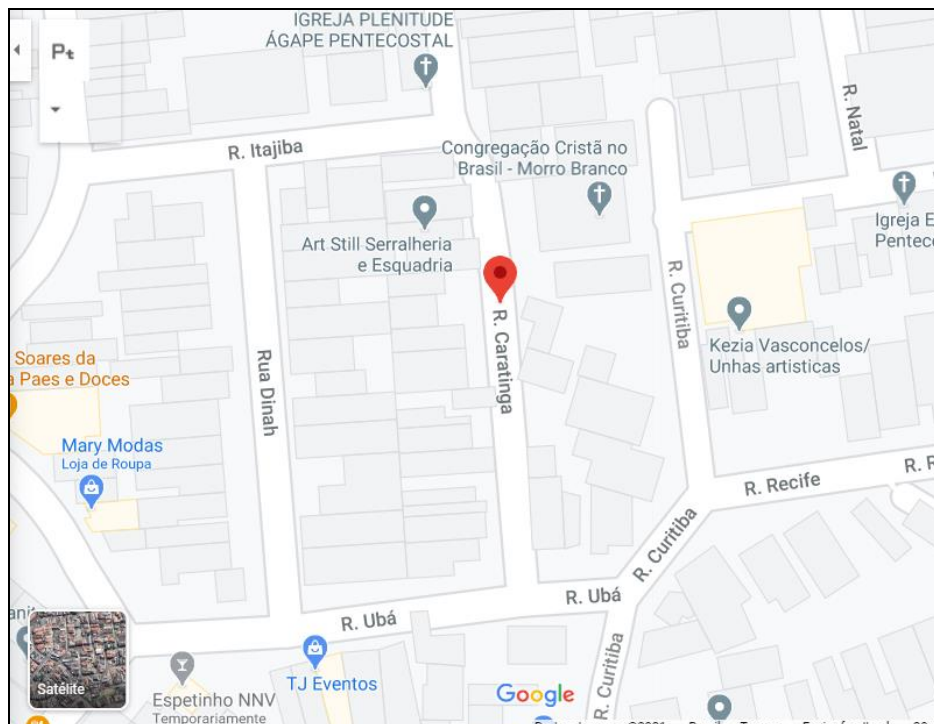 IGREJA PLENITUDE
ÁGAPE PENTECOSTAL
Pt
R. Natal
R. Itajiba
Congregação Cristã no
Brasil - Morro Branco
Igreja E
Pentec
Art Still Serralheria
e Esquadria
R. Curitiba
R. Caratinga
Kezia Vasconcelos/
Unhas artisticas
Rua Dinah
Soares da
a Paes e Doces
Mary Modas
Loja de Roupa
R. Recife
R. R
R. Curitiba
R. Ubá
R. Ubá
R. Curitiba
Satélite
TJ Eventos
Espetinho NNV
Temporariamente
Google